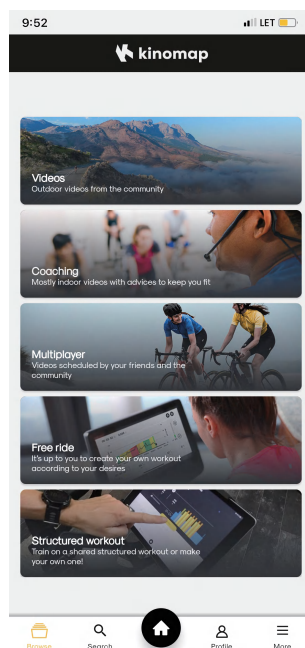 9:52
LET
kinomap
Videos
Outdoor videos from the community
Coaching
Mostly indoor videos with advices to keep you fit
Multiplayer
Videos scheduled by your friends and the
community
Free ride
It's up to you to create your own workout
according to your desires
Structured workout
Train on a shared structured workout or make
your own one!
Browse
Search
Profile
More